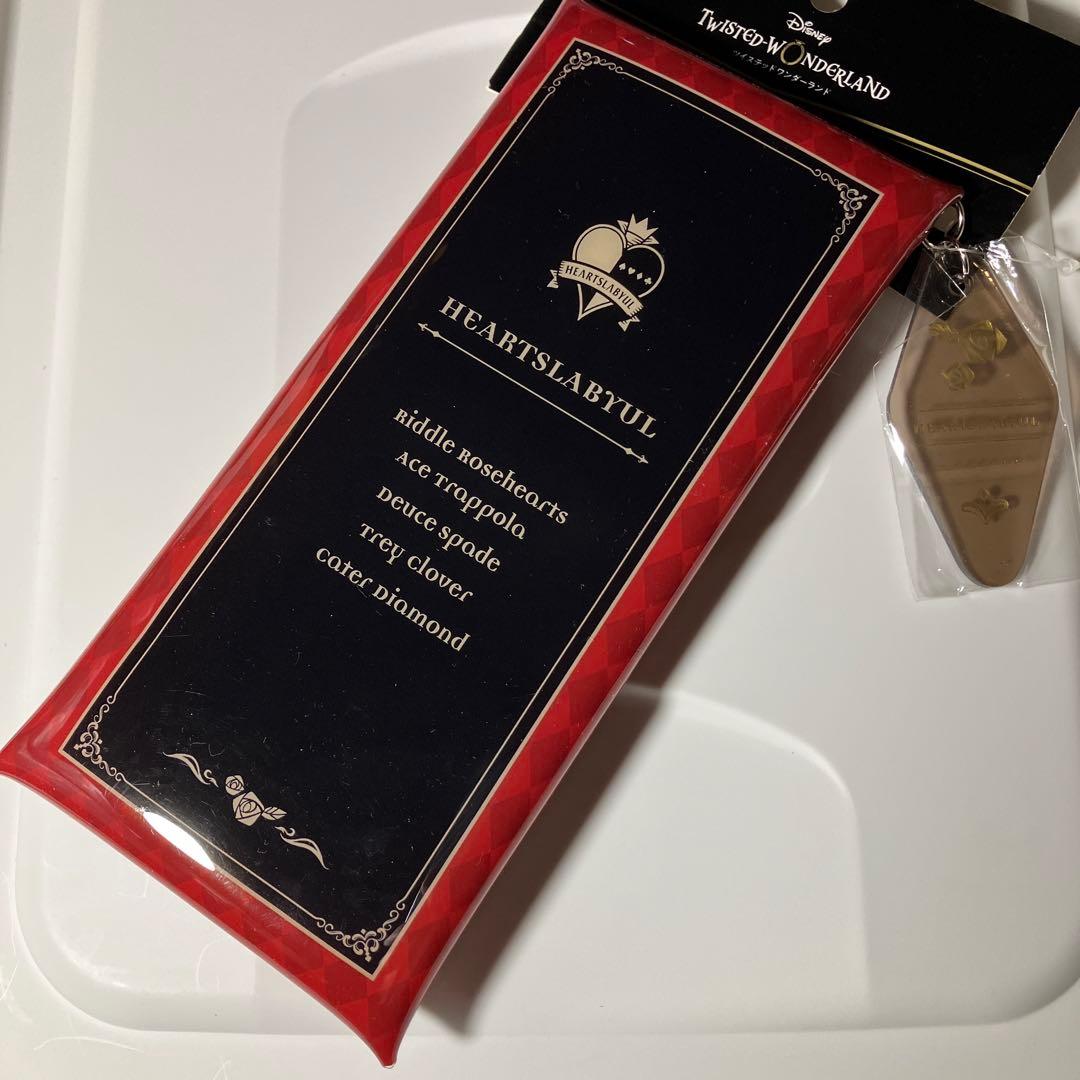 Disney
TWISTED-WONDERLAND
ツイステッドワンダーランド
HEARTSLABYUL
HEARTSLABYUL
Riddle Rosehearts
Ace Trappola
Deuce Spade
Trey Clover
Cater Diamond
HEARTSLABYUL